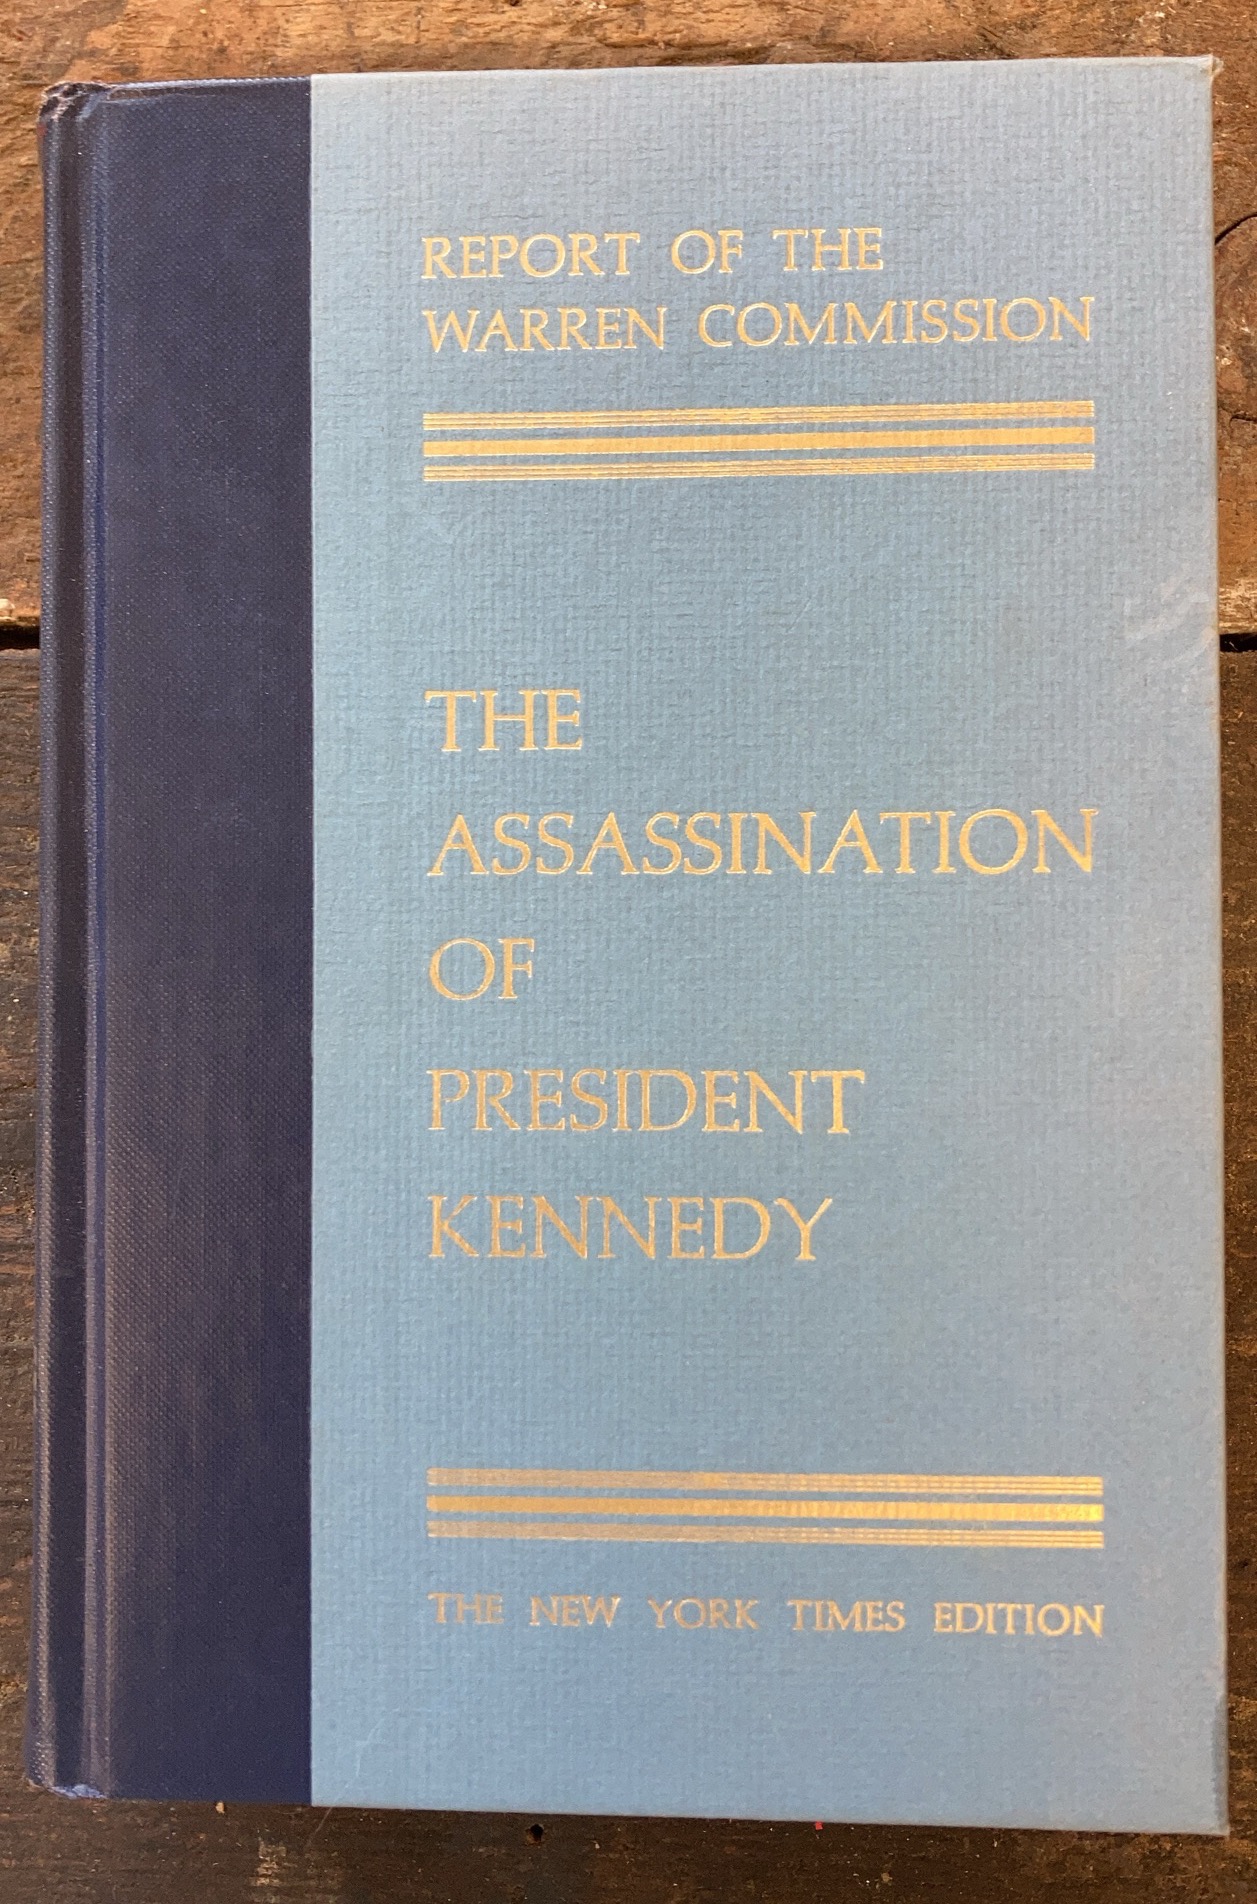 REPORT OF THE
WARREN COMMISSION
THE
ASSASSINATION
OF
PRESIDENT
KENNEDY
THE NEW YORK TIMES EDITION